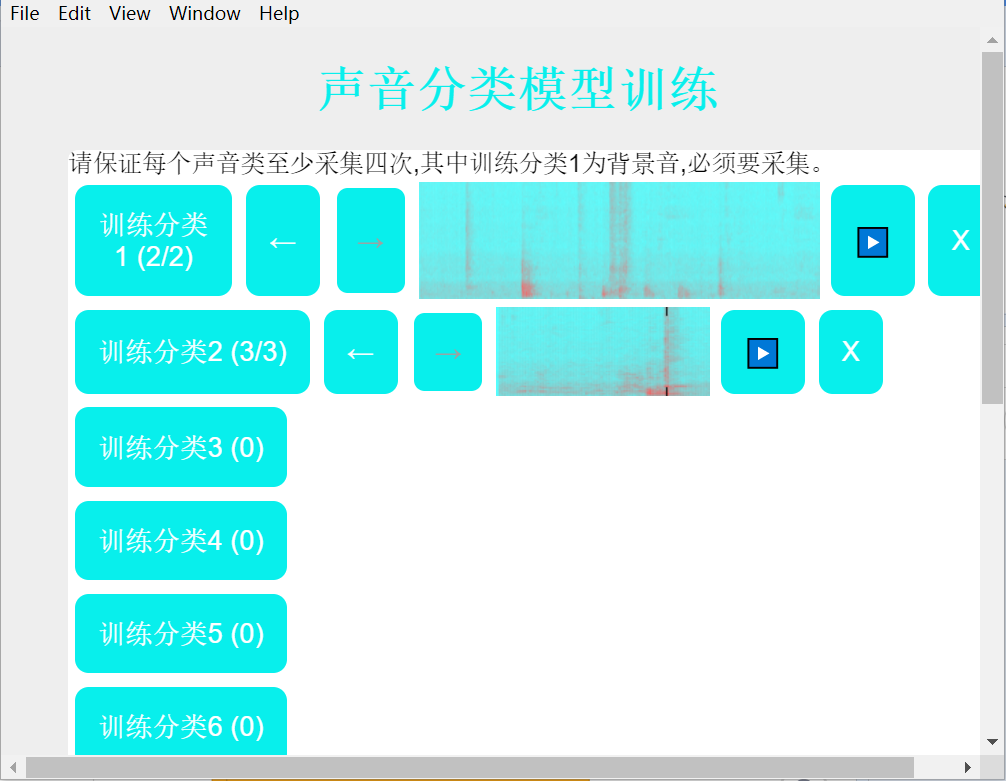 File Edit View Window Help
声音分类模型训练
请保证每个声音类至少采集四次,其中训练分类1为背景音,必须要采集。
训练分类
1 (2/2)
←
→
X
训练分类2 (3/3)
←
→
X
训练分类3 (0)
训练分类4 (0)
训练分类5 (0)
训练分类6 (0)